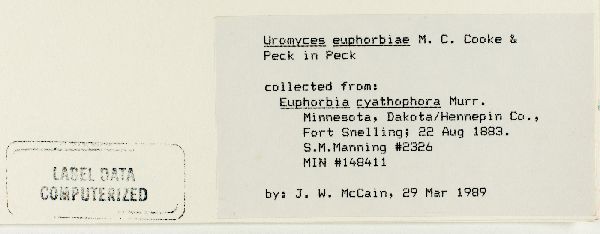 Uromyces euphorbiae M. C. Cooke &
Peck in Peck
collected from:
Euphorbia cyathophora Murr.
Minnesota, Dakota/Hennepin Co.,
Fort Snelling; 22 Aug 1883.
S.M.Manning #2326
MIN #148411
by: J. W. McCain, 29 Mar 1989
LABEL DATA
COMPUTERIZED